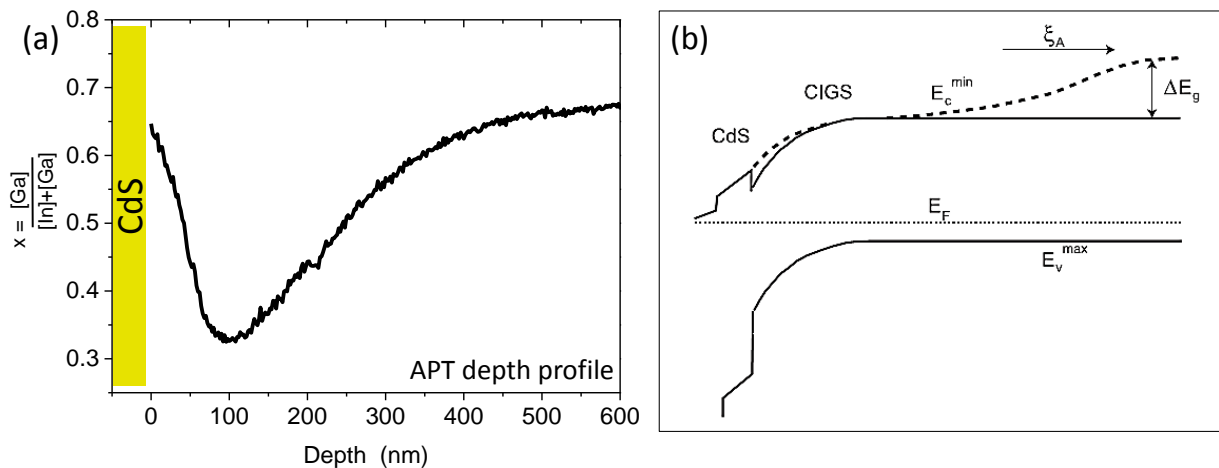 (a)
0.8
0.7
0.6
0.5
0.4
0.3
x = [Ga]
[In]+[Ga]
CdS
APT depth profile
0 100 200 300 400 500 600
Depth (nm)
(b)
ξA
CIGS
Ec min
ΔEg
CdS
EF
Ev max